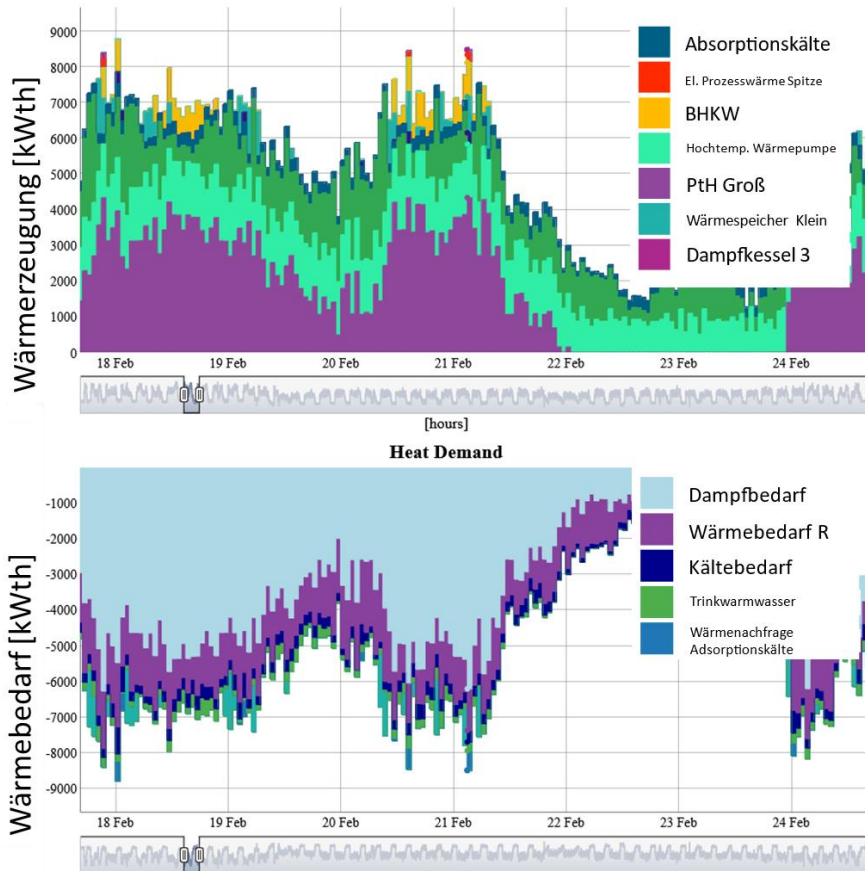 Wärmerzeugung [kWth]
9000
8000
7000
6000
5000
4000
3000
2000
1000
0
Absorptionskälte
El. Prozesswärme Spitze
BHKW
Hochtemp. Wärmepumpe
PtH Groß
Wärmespeicher Klein
Dampfkessel 3
18 Feb 19 Feb 20 Feb 21 Feb 22 Feb 23 Feb 24 Feb
[hours]
Heat Demand
Wärmebedarf [kWth]
-1000
-2000
-3000
-4000
-5000
-6000
-7000
-8000
-9000
Dampfbedarf
Wärmebedarf R
Kältebedarf
Trinkwarmwasser
Wärmenachfrage
Adsorptionskälte
18 Feb 19 Feb 20 Feb 21 Feb 22 Feb 23 Feb 24 Feb